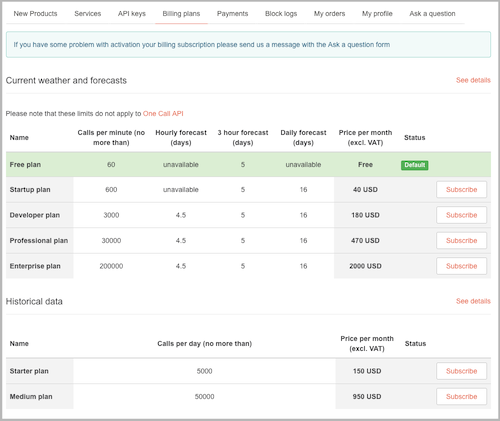 New Products Services API keys Billing plans Payments Block logs My orders My profile Ask a question
If you have some problem with activation your billing subscription please send us a message with the Ask a question form
Current weather and forecasts See details
Please note that these limits do not apply to One Call API
Name Calls per minute (no more than) Hourly forecast (days) 3 hour forecast (days) Daily forecast (days) Price per month (excl. VAT) Status
Free plan 60 unavailable 5 unavailable Free Default
Startup plan 600 unavailable 5 16 40 USD Subscribe
Developer plan 3000 4.5 5 16 180 USD Subscribe
Professional plan 30000 4.5 5 16 470 USD Subscribe
Enterprise plan 200000 4.5 5 16 2000 USD Subscribe
Historical data See details
Name Calls per day (no more than) Price per month (excl. VAT) Status
Starter plan 5000 150 USD Subscribe
Medium plan 50000 950 USD Subscribe